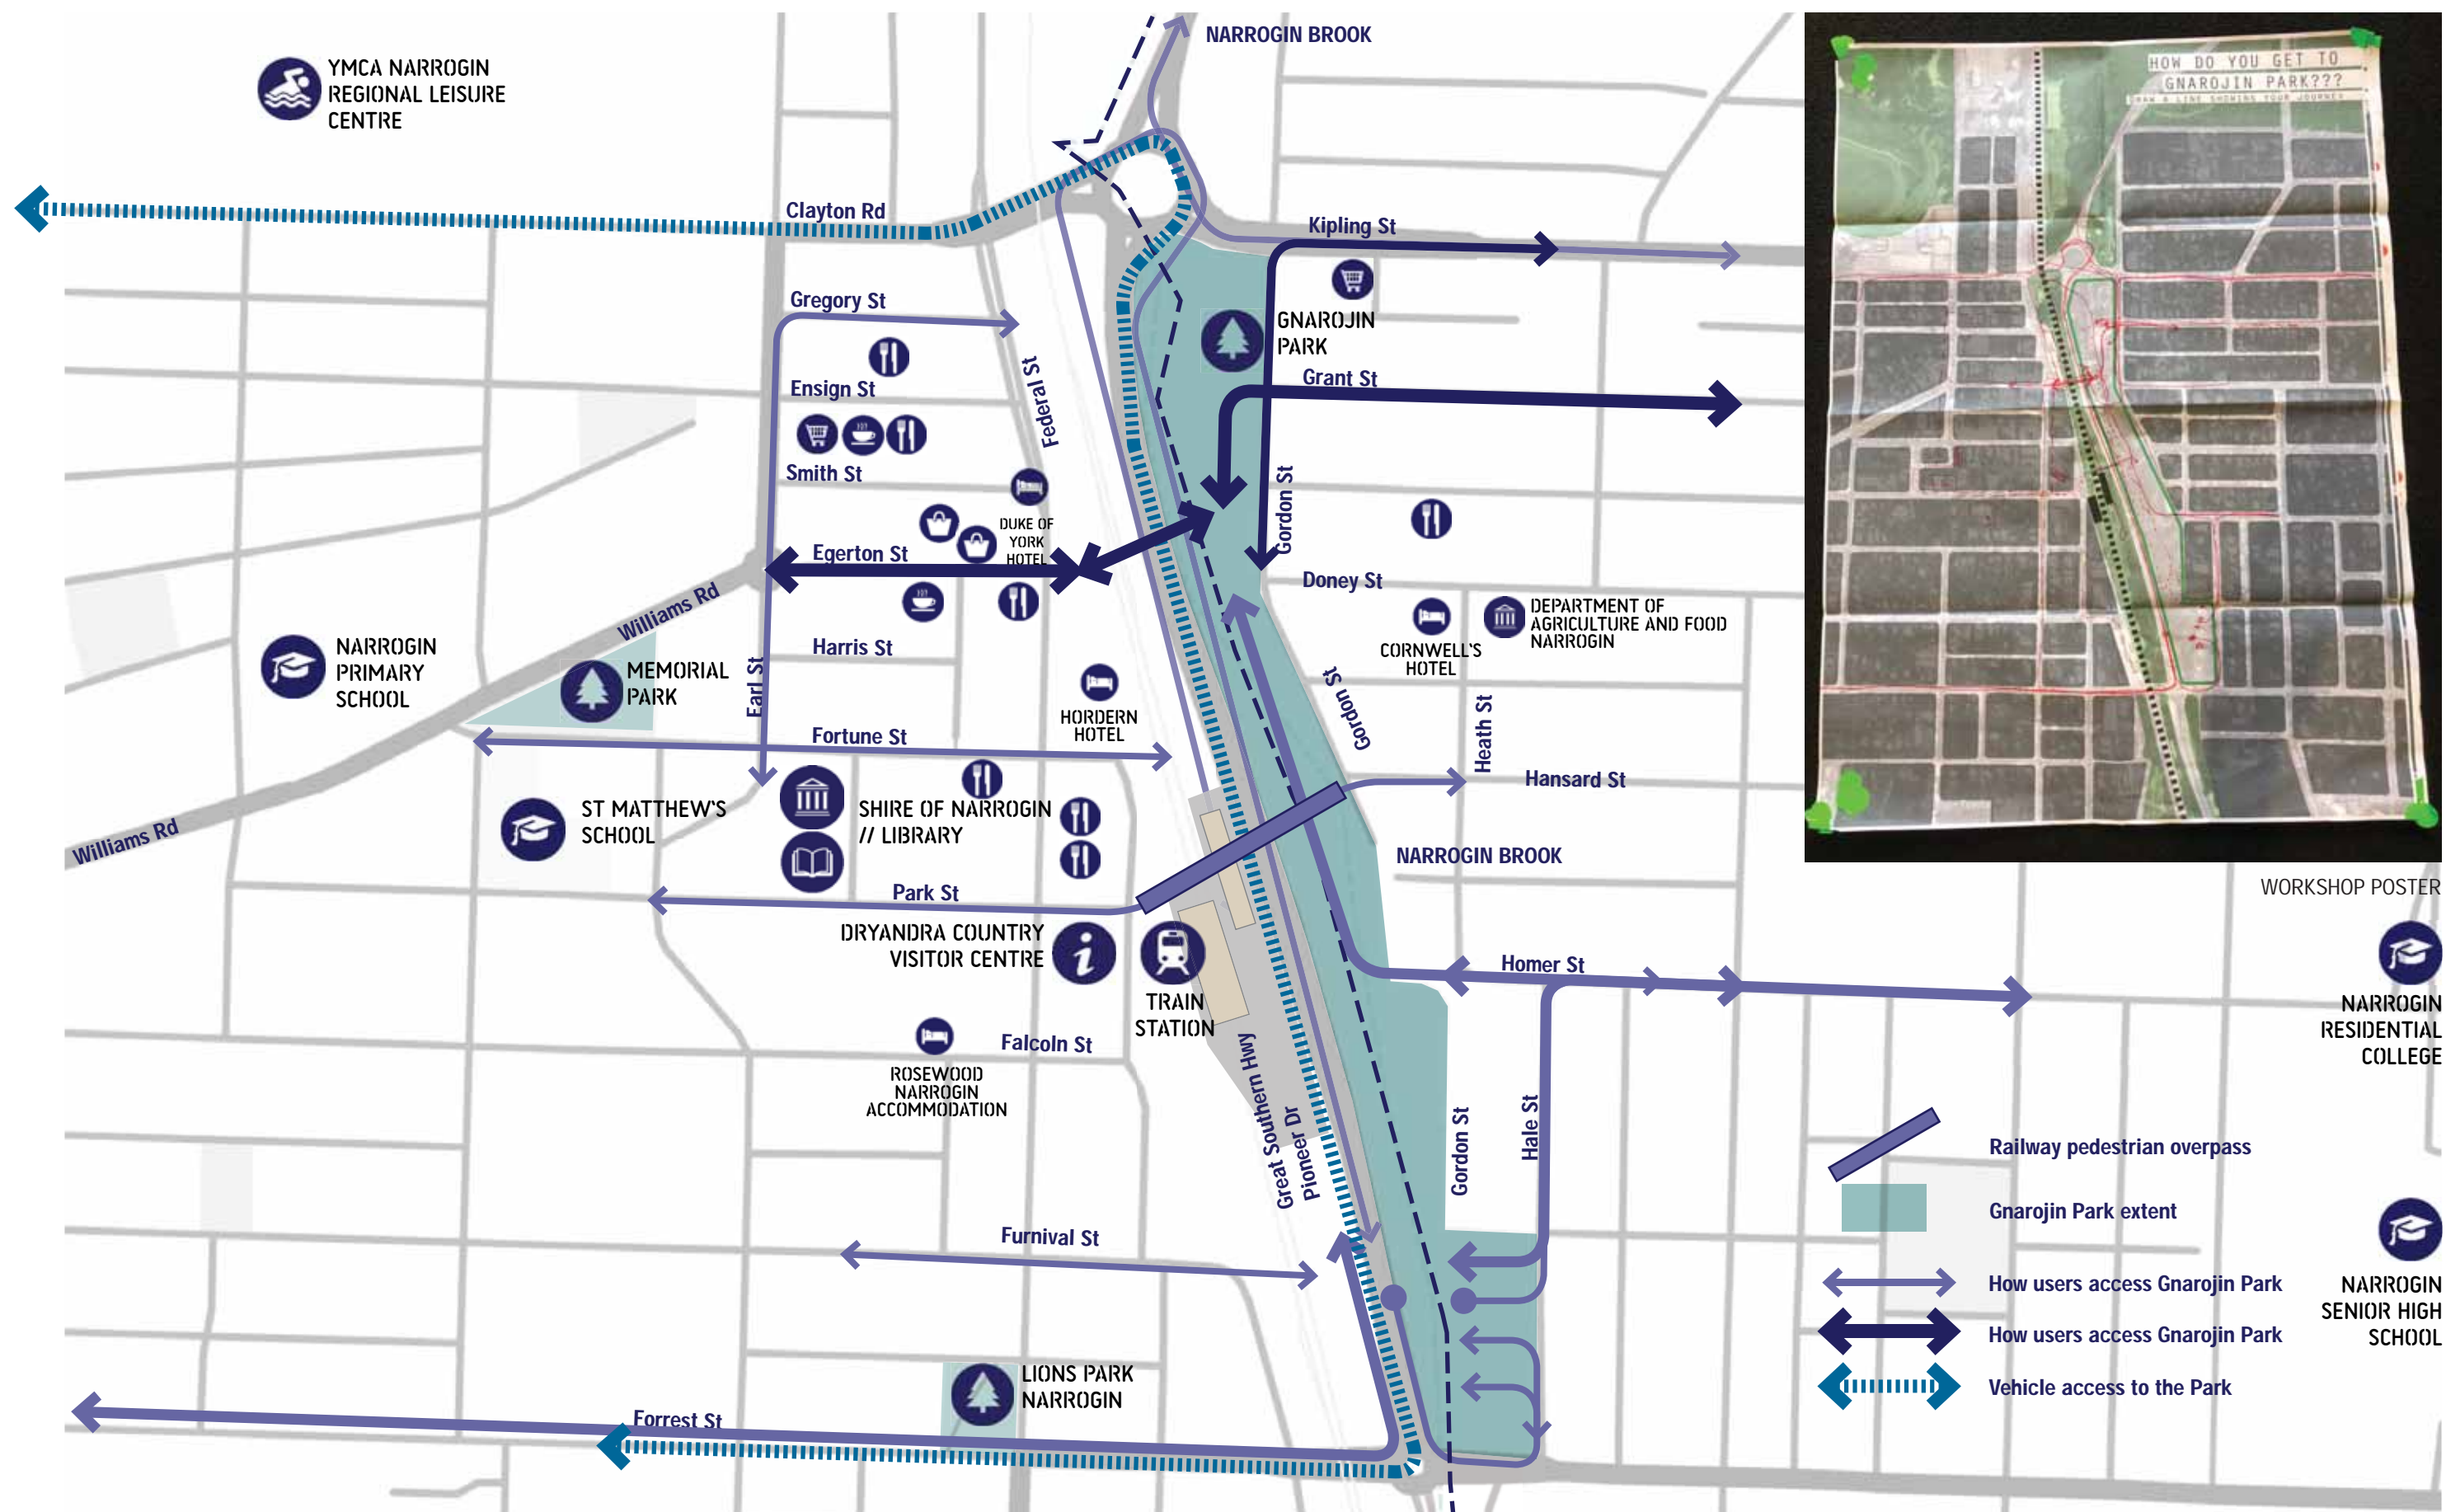 NARROGIN BROOK
YMCA NARROGIN
REGIONAL LEISURE
CENTRE
HOW DO YOU GET TO
GNAROJIN PARK???
DRAW A LINE SHOWING YOUR JOURNEY
Clayton Rd
Kipling St
Gregory St
GNAROJIN
PARK
Federal St
Ensign St
Grant St
Smith St
Gordon St
DUKE OF
YORK
HOTEL
Egerton St
Doney St
Williams Rd
DEPARTMENT OF
AGRICULTURE AND FOOD
NARROGIN
CORNWELL'S
HOTEL
NARROGIN
PRIMARY
SCHOOL
Harris St
MEMORIAL
PARK
Earl St
Gordon St
HORDERN
HOTEL
Heath St
Fortune St
Hansard St
ST MATTHEW'S
SCHOOL
SHIRE OF NARROGIN
// LIBRARY
Williams Rd
NARROGIN BROOK
WORKSHOP POSTER
Park St
DRYANDRA COUNTRY
VISITOR CENTRE
Homer St
TRAIN
STATION
NARROGIN
RESIDENTIAL
COLLEGE
Falcoln St
ROSEWOOD
NARROGIN
ACCOMMODATION
Great Southern Hwy
Pioneer Dr
Gordon St
Hale St
Railway pedestrian overpass
Gnarojin Park extent
Furnival St
How users access Gnarojin Park
NARROGIN
SENIOR HIGH
SCHOOL
How users access Gnarojin Park
Vehicle access to the Park
LIONS PARK
NARROGIN
Forrest St